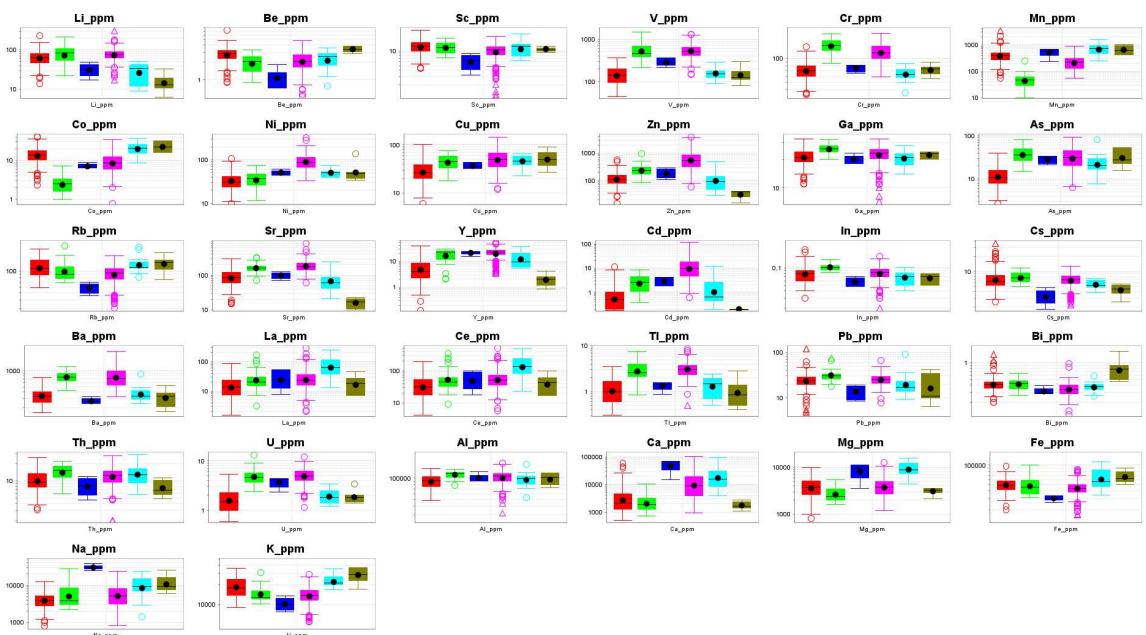 Li_ppm
100
10
Li_ppm
Be_ppm
1
Be_ppm
Sc_ppm
10
Sc_ppm
V_ppm
1000
100
V_ppm
Cr_ppm
100
Cr_ppm
Mn_ppm
1000
100
10
Mn_ppm
Co_ppm
10
1
Co_ppm
Ni_ppm
100
10
Ni_ppm
Cu_ppm
100
10
Cu_ppm
Zn_ppm
1000
100
Zn_ppm
Ga_ppm
10
Ga_ppm
As_ppm
100
10
As_ppm
Rb_ppm
100
Rb_ppm
Sr_ppm
100
10
Sr_ppm
Y_ppm
10
1
Y_ppm
Cd_ppm
10
1
Cd_ppm
In_ppm
0.1
In_ppm
Cs_ppm
10
Cs_ppm
Ba_ppm
1000
Ba_ppm
La_ppm
100
10
La_ppm
Ce_ppm
100
10
Ce_ppm
Tl_ppm
10
1
Tl_ppm
Pb_ppm
100
10
Pb_ppm
Bi_ppm
1
Bi_ppm
Th_ppm
10
Th_ppm
U_ppm
10
1
U_ppm
Al_ppm
100000
Al_ppm
Ca_ppm
100000
10000
1000
Ca_ppm
Mg_ppm
10000
1000
Mg_ppm
Fe_ppm
100000
Fe_ppm
Na_ppm
10000
1000
K_ppm
10000